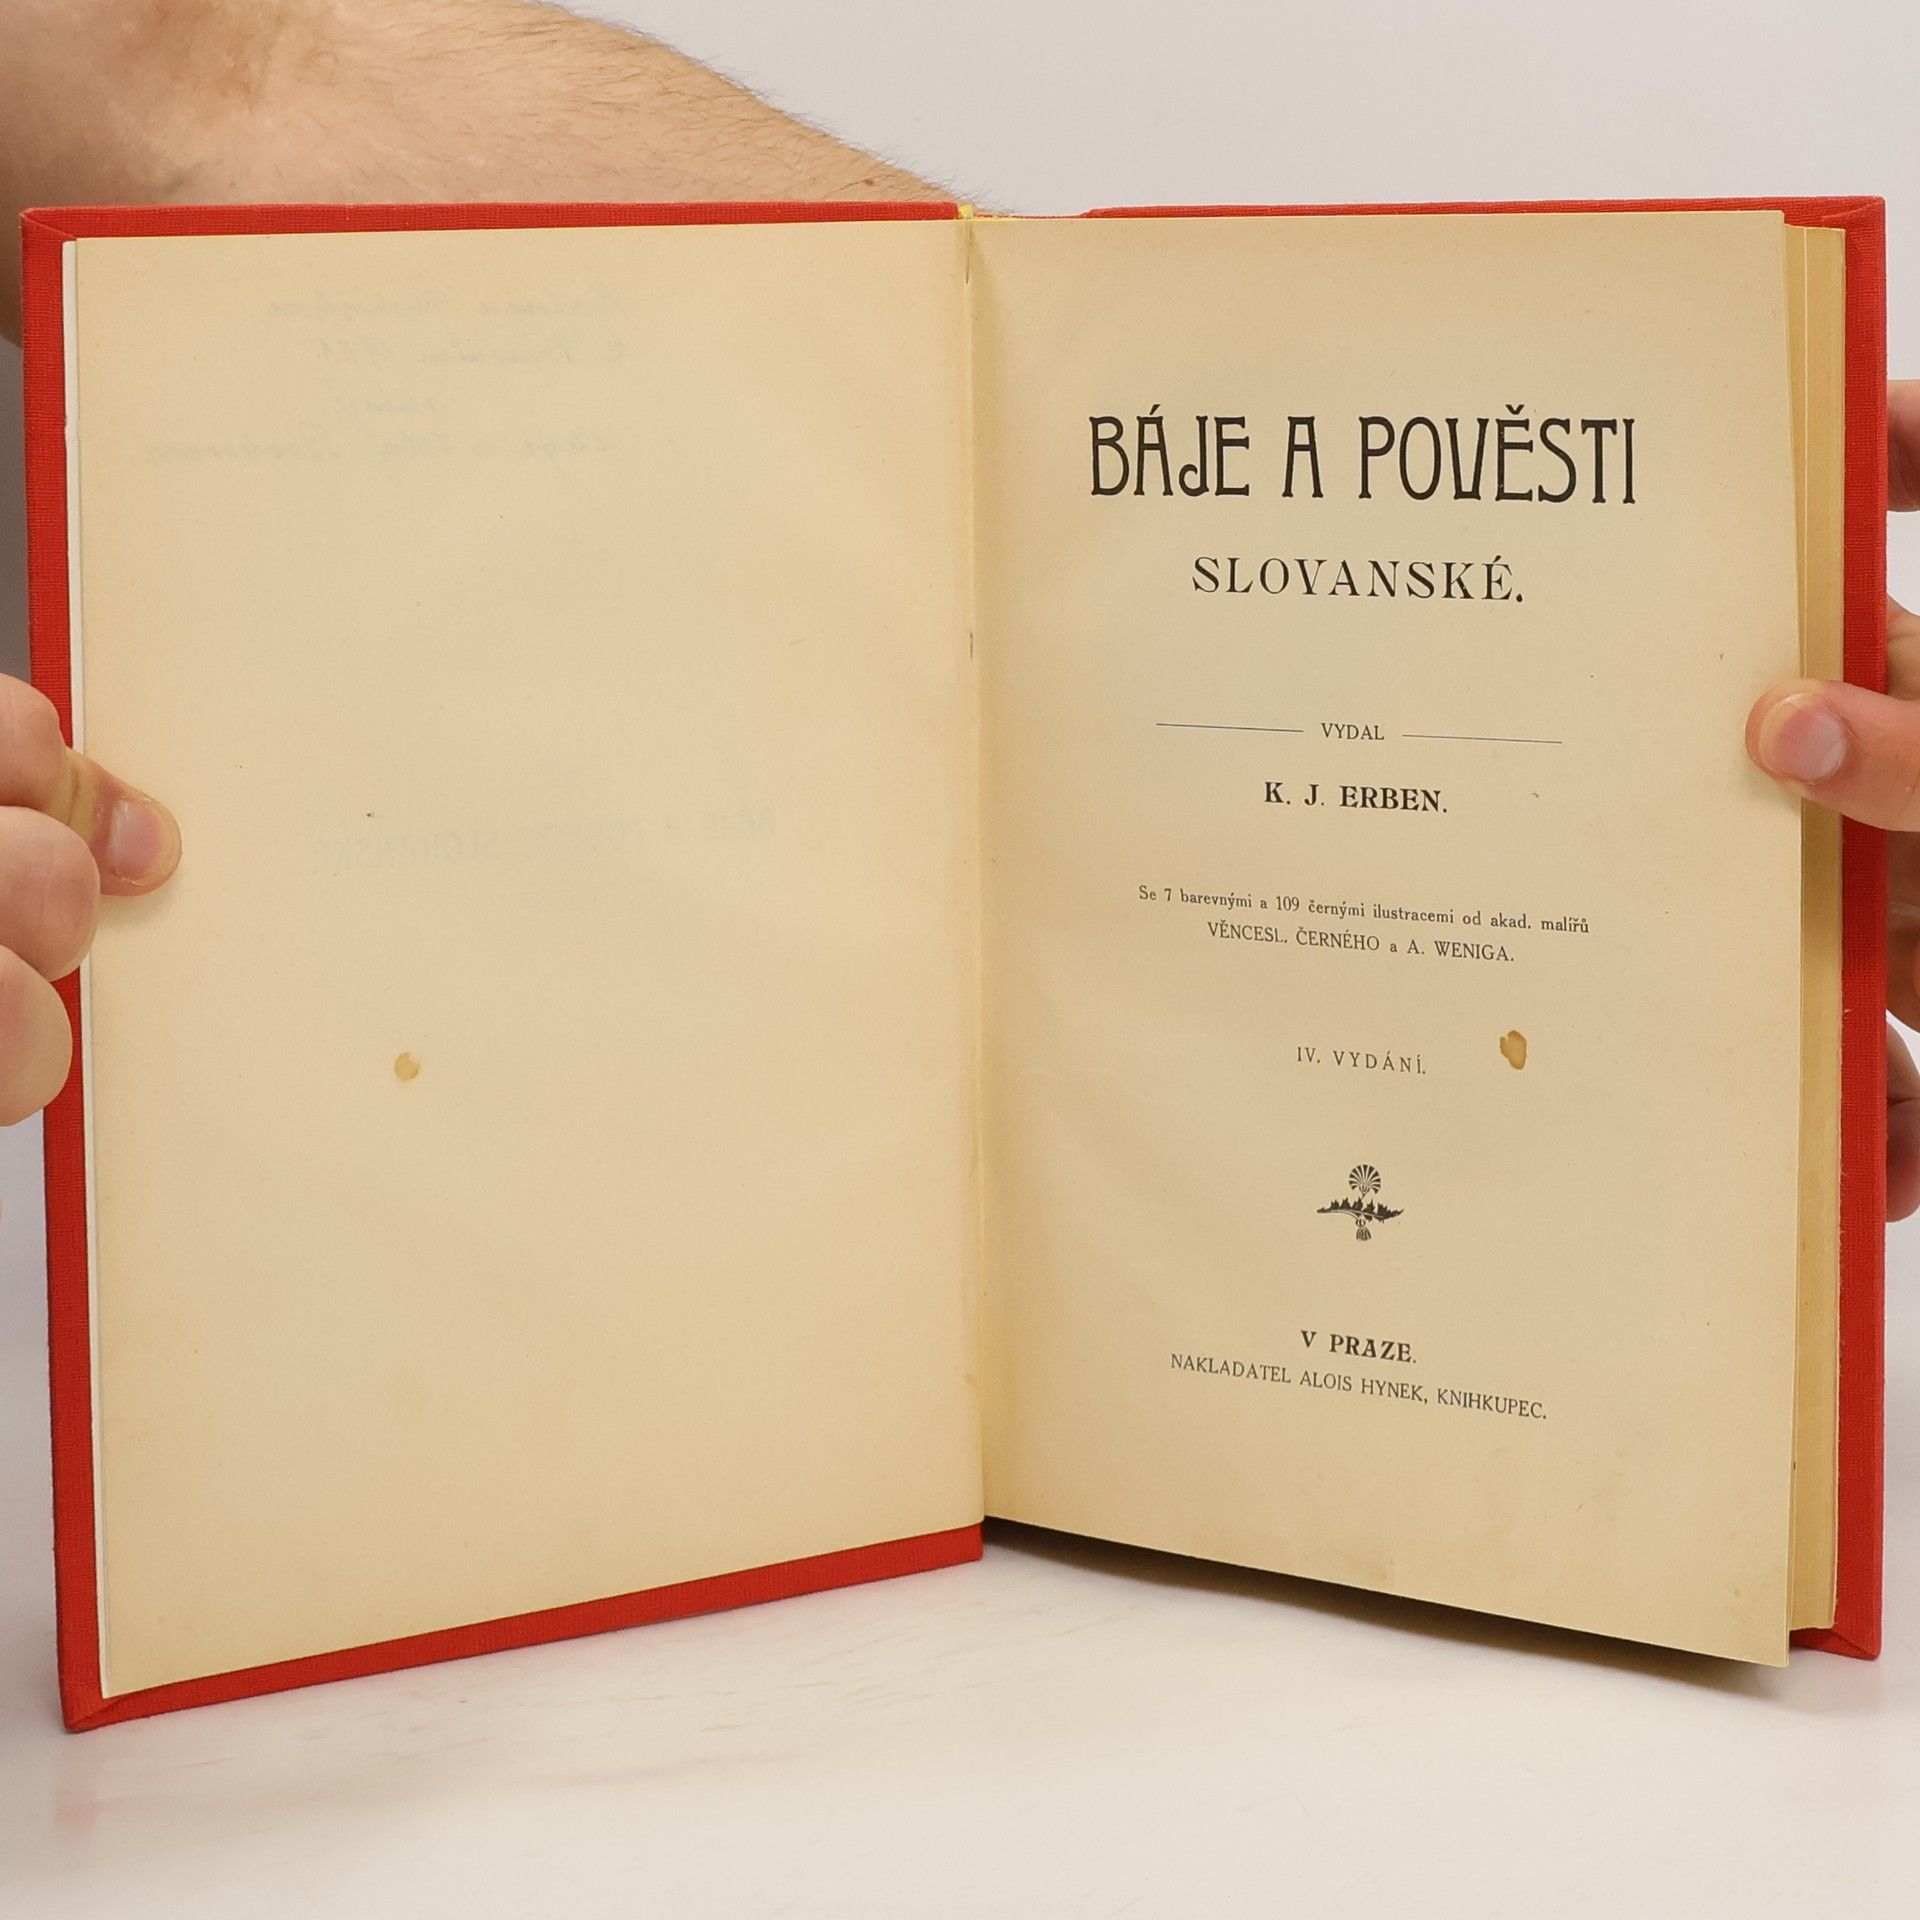 BÁJE A POVĚSTI
SLOVANSKÉ.
VYDAL
K. J. ERBEN.
Se 7 barevnými a 109 černými ilustracemi od akad. malířů
VĚNCESL. ČERNÉHO a A. WENIGA.
IV. VYDÁNÍ.
V PRAZE.
NAKLADATEL ALOIS HYNEK, KNIHKUPEC.